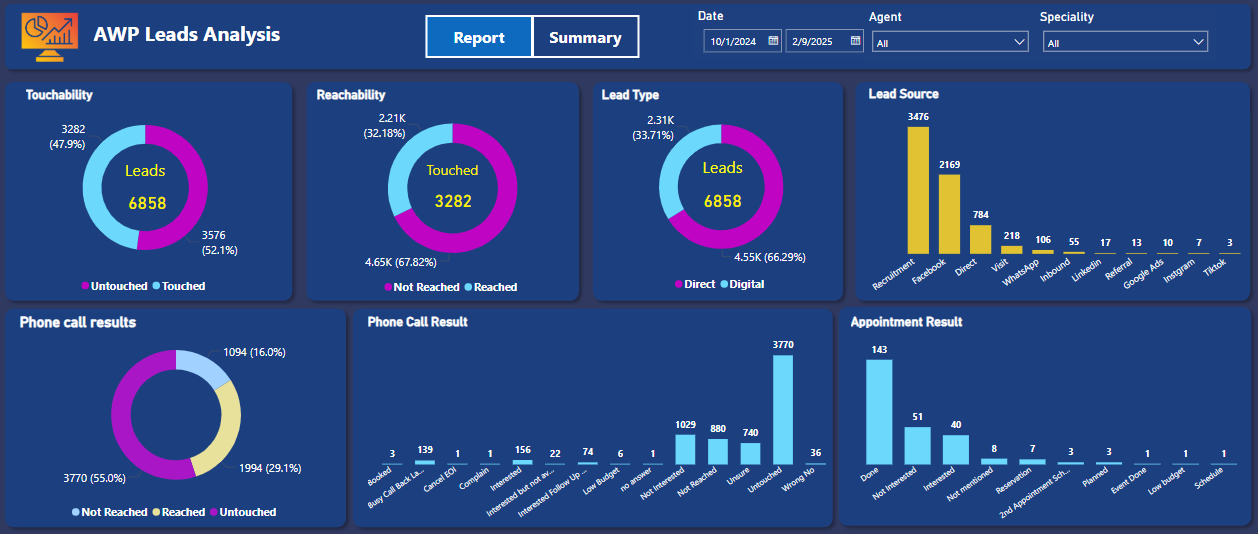 AWP Leads Analysis
Report
Summary
Date
10/1/2024
2/9/2025
Agent
All
Speciality
All
Touchability
3282
(47.9%)
Leads
6858
3576
(52.1%)
Untouched
Touched
Reachability
2.21K
(32.18%)
Touched
3282
4.65K (67.82%)
Not Reached
Reached
Lead Type
2.31K
(33.71%)
Leads
6858
4.55K (66.29%)
Direct
Digital
Lead Source
3476
2169
784
218
106
55
17
13
10
7
3
Recruitment
Facebook
Direct
Visit
WhatsApp
Inbound
Linkedin
Referral
Google Ads
Instgram
Tiktok
Phone call results
1094 (16.0%)
1994 (29.1%)
3770 (55.0%)
Not Reached
Reached
Untouched
Phone Call Result
3
139
1
1
156
22
74
6
1
1029
880
740
3770
36
Booked
Busy Call Back La...
Cancel EOI
Complain
Interested
Interested but not av...
Interested Follow Up ...
Low Budget
no answer
Not Interested
Not Reached
Unsure
Untouched
Wrong No
Appointment Result
143
51
40
8
7
3
3
1
1
1
Done
Not Interested
Interested
Not mentioned
Reservation
2nd Appointment Sch...
Planned
Event Done
Low budget
Schedule